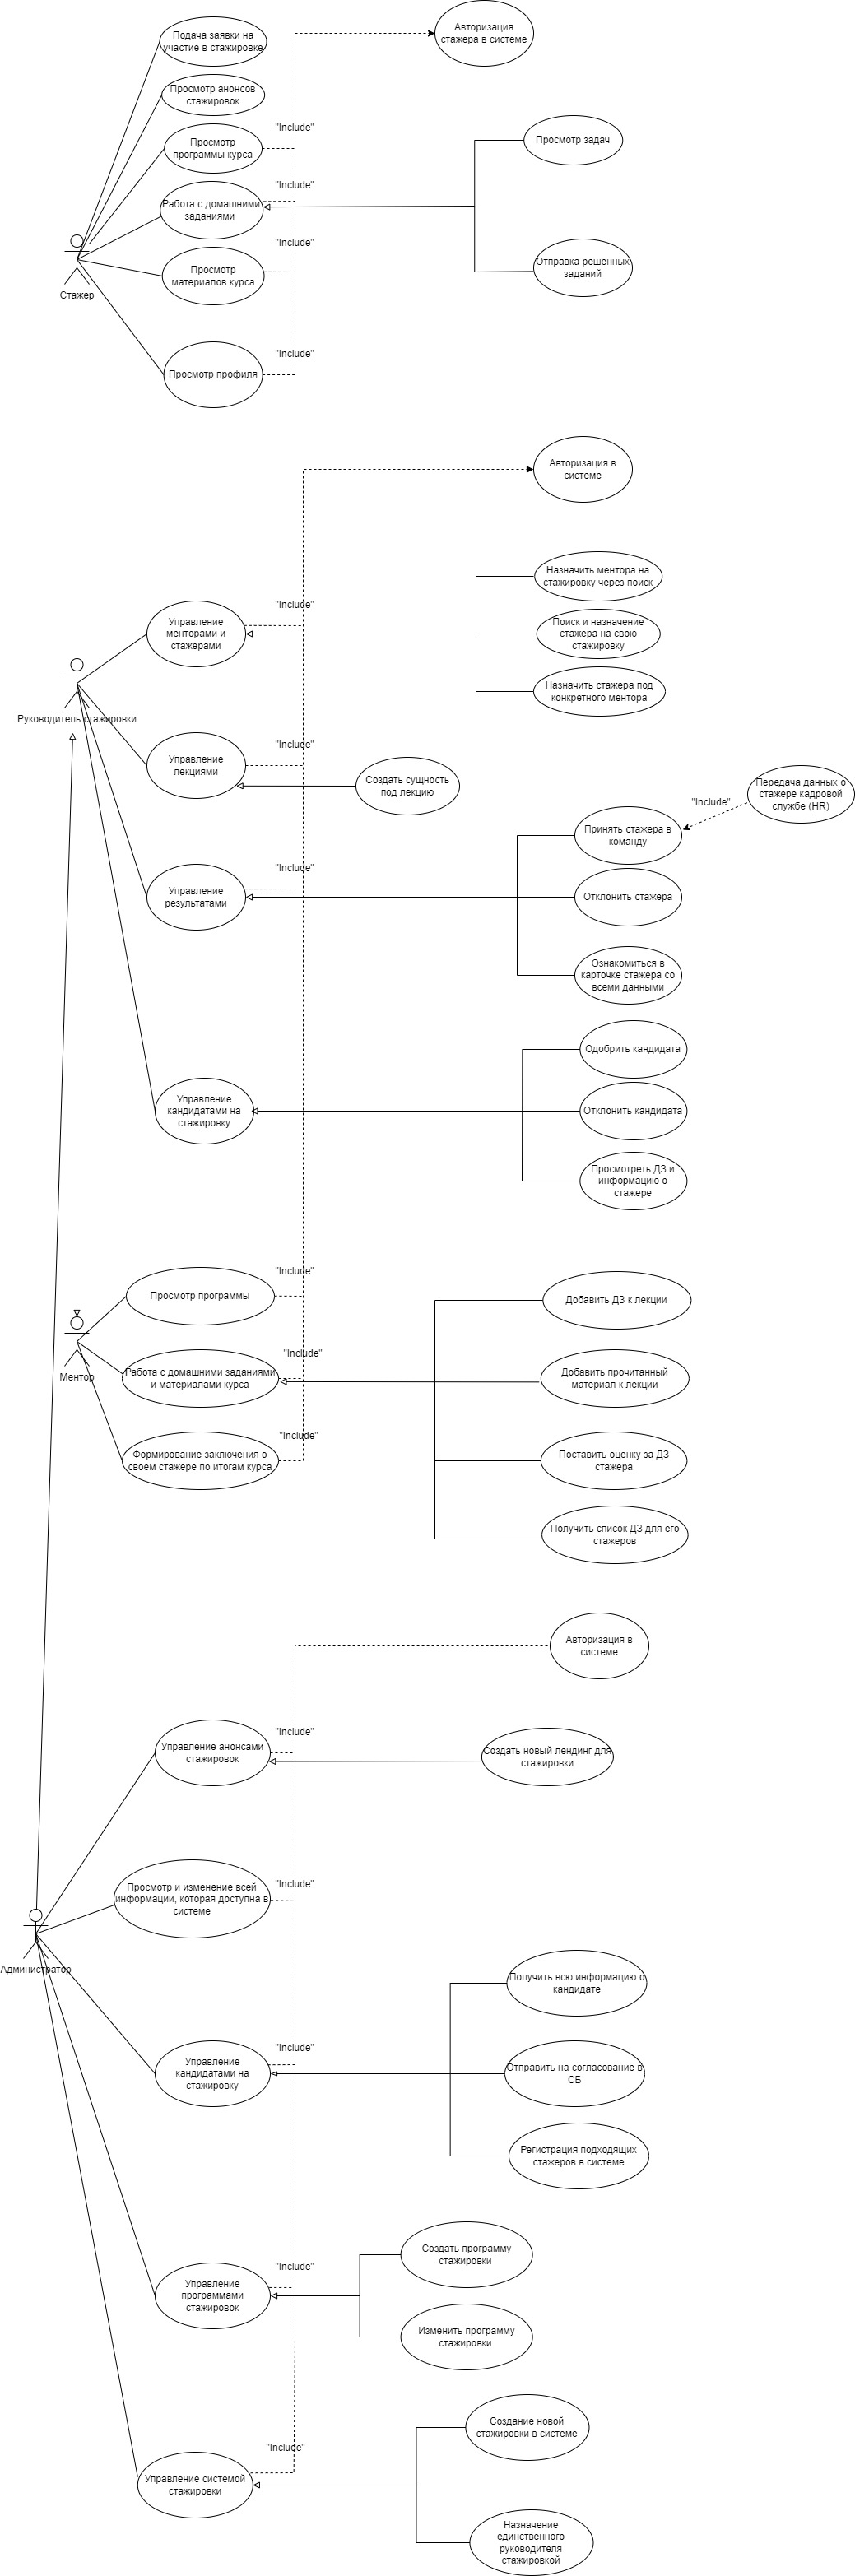 Подача заявки на
участие в стажировке
Авторизация
стажера в системе
Просмотр анонсов
стажировок
"Include"
Просмотр
программы курса
Просмотр задач
"Include"
Работа с домашними
заданиями
"Include"
Просмотр
материалов курса
Отправка решенных
заданий
Стажер
"Include"
Просмотр профиля
Авторизация в
системе
Назначить ментора на
стажировку через поиск
"Include"
Управление
менторами и
стажерами
Поиск и назначение
стажера на свою
стажировку
Назначить стажера под
конкретного ментора
Руководитель стажировки
"Include"
Управление
лекциями
Создать сущность
под лекцию
Передача данных о
стажере кадровой
службе (HR)
"Include"
Принять стажера в
команду
"Include"
Управление
результатами
Отклонить стажера
Ознакомиться в
карточке стажера со
всеми данными
Одобрить кандидата
Управление
кандидатами на
стажировку
Отклонить кандидата
Просмотреть ДЗ и
информацию о
стажере
"Include"
Просмотр программы
Добавить ДЗ к лекции
"Include"
Ментор
Работа с домашними заданиями
и материалами курса
Добавить прочитанный
материал к лекции
"Include"
Формирование заключения о
своем стажере по итогам курса
Поставить оценку за ДЗ
стажера
Получить список ДЗ для его
стажеров
Авторизация в
системе
"Include"
Управление анонсами
стажировок
Создать новый лендинг для
стажировки
"Include"
Просмотр и изменение всей
информации, которая доступна в
системе
Администратор
Получить всю информацию о
кандидате
"Include"
Управление
кандидатами на
стажировку
Отправить на согласование в
СБ
Регистрация подходящих
стажеров в системе
Создать программу
стажировки
"Include"
Управление
программами
стажировок
Изменить программу
стажировки
Создание новой
стажировки в системе
"Include"
Управление системой
стажировки
Назначение
единственного
руководителя
стажировкой